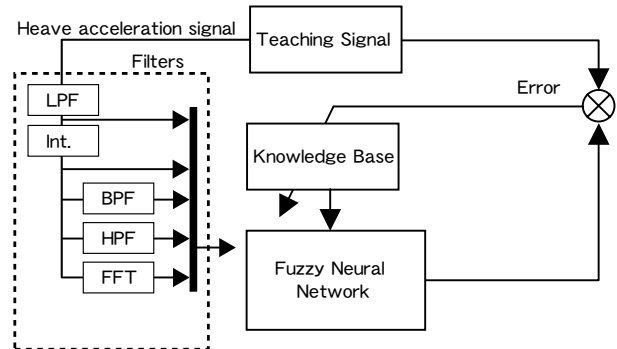 Heave acceleration signal
Teaching Signal
Filters
LPF
Error
Int.
Knowledge Base
BPF
HPF
FFT
Fuzzy Neural
Network